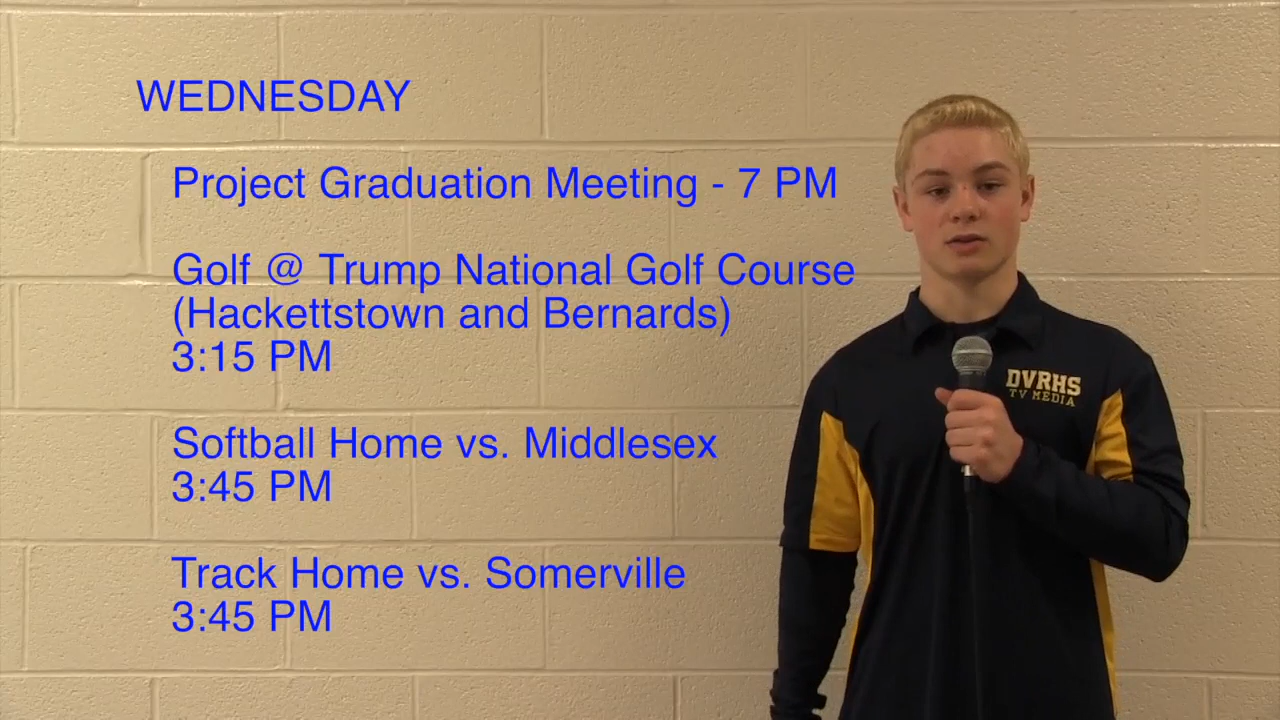 WEDNESDAY
Project Graduation Meeting - 7 PM
Golf @ Trump National Golf Course
(Hackettstown and Bernards)
3:15 PM
Softball Home vs. Middlesex
3:45 PM
Track Home vs. Somerville
3:45 PM
DVRHS
TV MEDIA